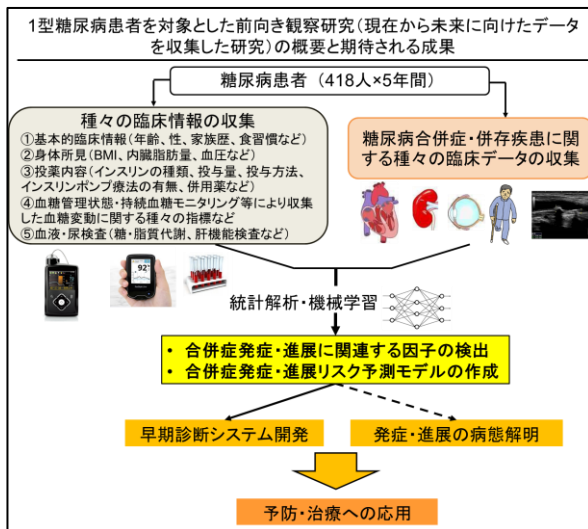 1型糖尿病患者を対象とした前向き観察研究(現在から未来に向けたデータ
を収集した研究)の概要と期待される成果
糖尿病患者(418人×5年間)
種々の臨床情報の収集
①基本的臨床情報(年齢、性、家族歴、食習慣など)
②身体所見(BMI、内臓脂肪量、血圧など)
③投薬内容(インスリンの種類、投与量、投与方法、
インスリンポンプ療法の有無、併用薬など)
④血糖管理状態・持続血糖モニタリング等により収集
した血糖変動に関する種々の指標など
⑤血液・尿検査(糖・脂質代謝、肝機能検査など)
糖尿病合併症・併存疾患に関
する種々の臨床データの収集
92
統計解析・機械学習
• 合併症発症・進展に関連する因子の検出
• 合併症発症・進展リスク予測モデルの作成
早期診断システム開発
発症・進展の病態解明
予防・治療への応用